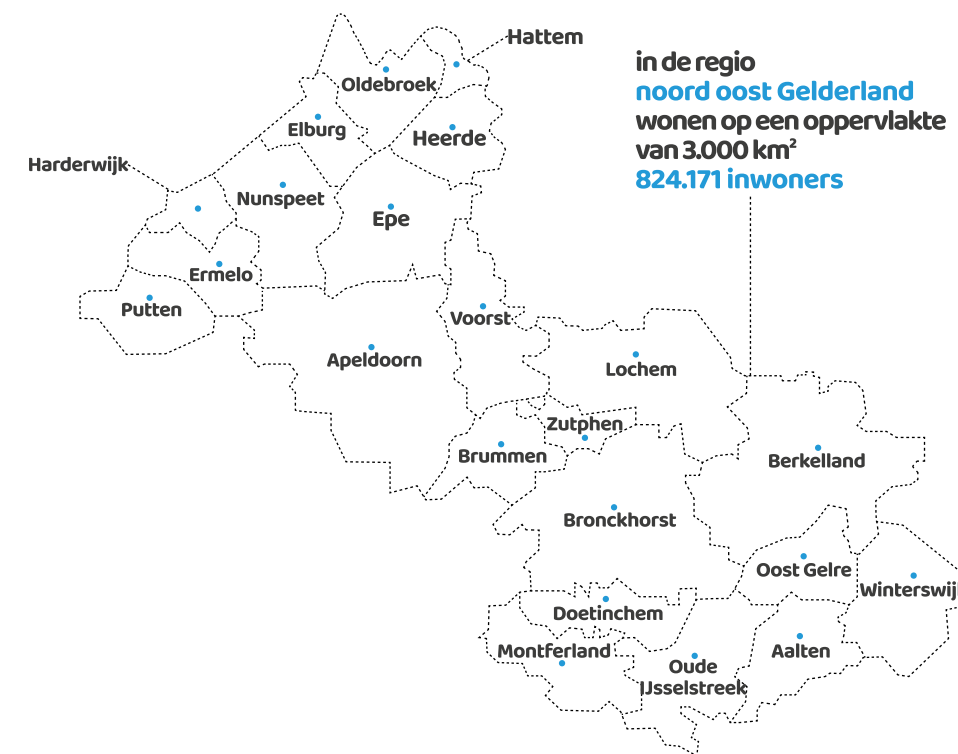 Hattem
in de regio
noord oost Gelderland
wonen op een oppervlakte
van 3.000 km²
824.171 inwoners
Oldebroek
Elburg
Heerde
Harderwijk
Nunspeet
Epe
Ermelo
Putten
Voorst
Apeldoorn
Lochem
Zutphen
Brummen
Berkelland
Bronckhorst
Oost Gelre
Winterswij
Doetinchem
Montferland
Aalten
Oude
IJsselstreek